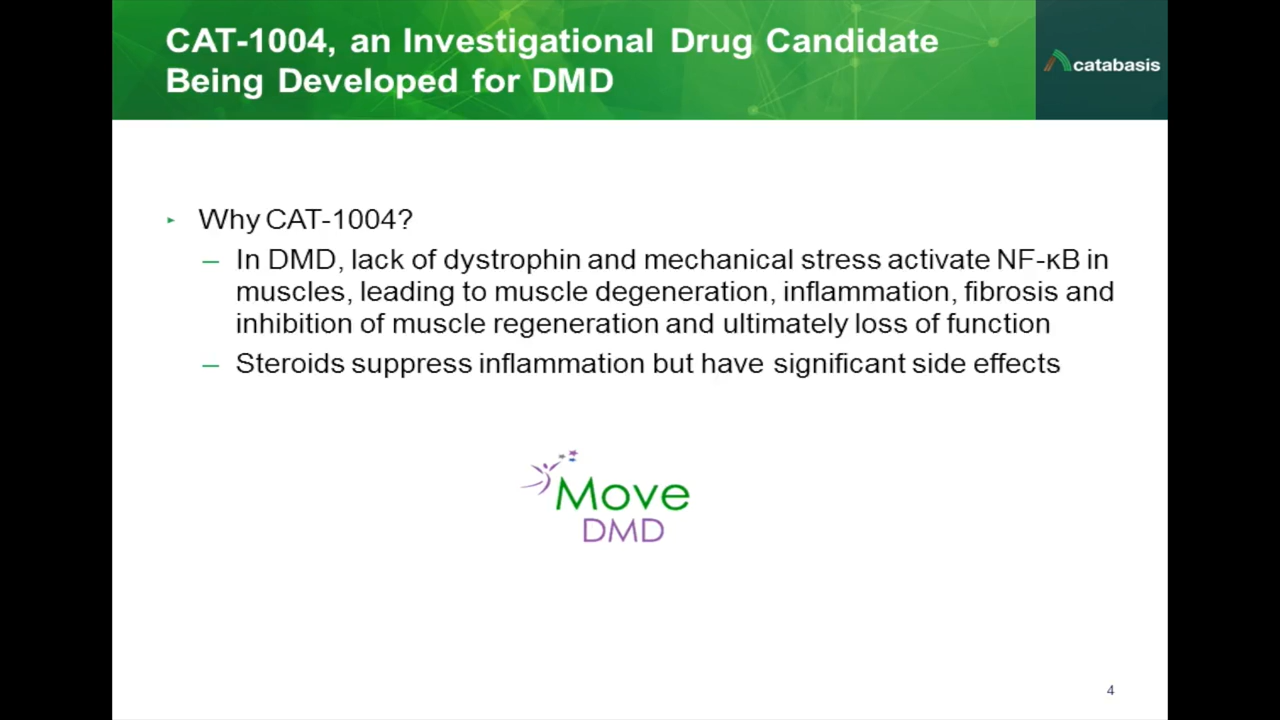 CAT-1004, an Investigational Drug Candidate
Being Developed for DMD
catabasis
▸ Why CAT-1004?
– In DMD, lack of dystrophin and mechanical stress activate NF-κB in
muscles, leading to muscle degeneration, inflammation, fibrosis and
inhibition of muscle regeneration and ultimately loss of function
– Steroids suppress inflammation but have significant side effects
Move
DMD
4